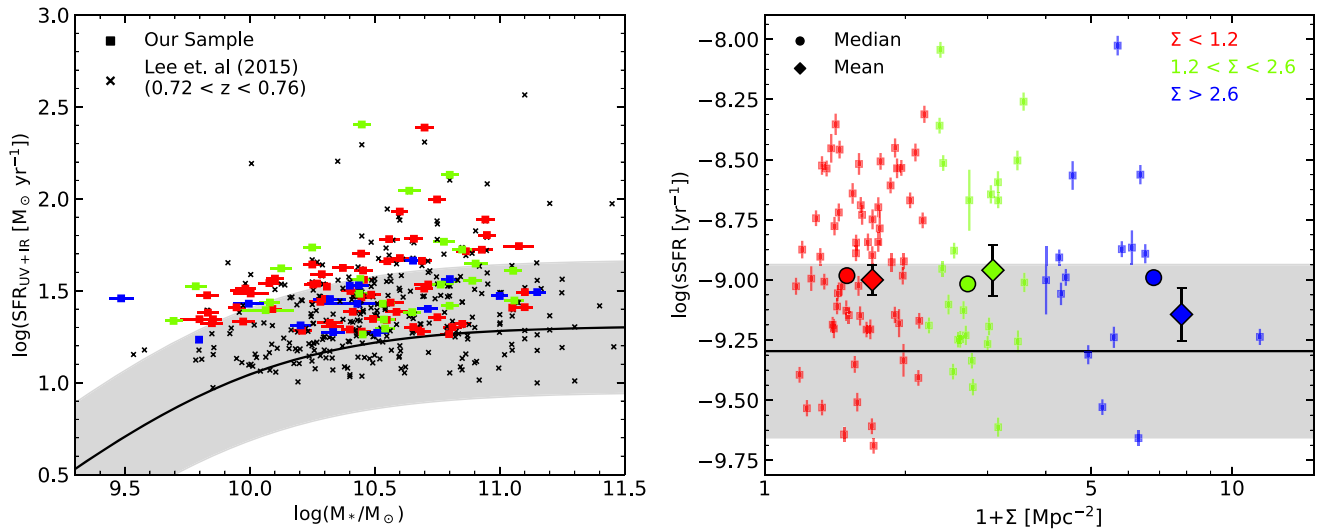 3.0
2.5
2.0
1.5
1.0
0.5
log(SFR_UV+IR [M⊙ yr⁻¹])
Our Sample
Lee et. al (2015)
(0.72 < z < 0.76)
9.5 10.0 10.5 11.0 11.5
log(M*/M⊙)
−8.00
−8.25
−8.50
−8.75
−9.00
−9.25
−9.50
−9.75
log(sSFR [yr⁻¹])
Median
Mean
Σ < 1.2
1.2 < Σ < 2.6
Σ > 2.6
1 5 10
1+Σ [Mpc⁻²]